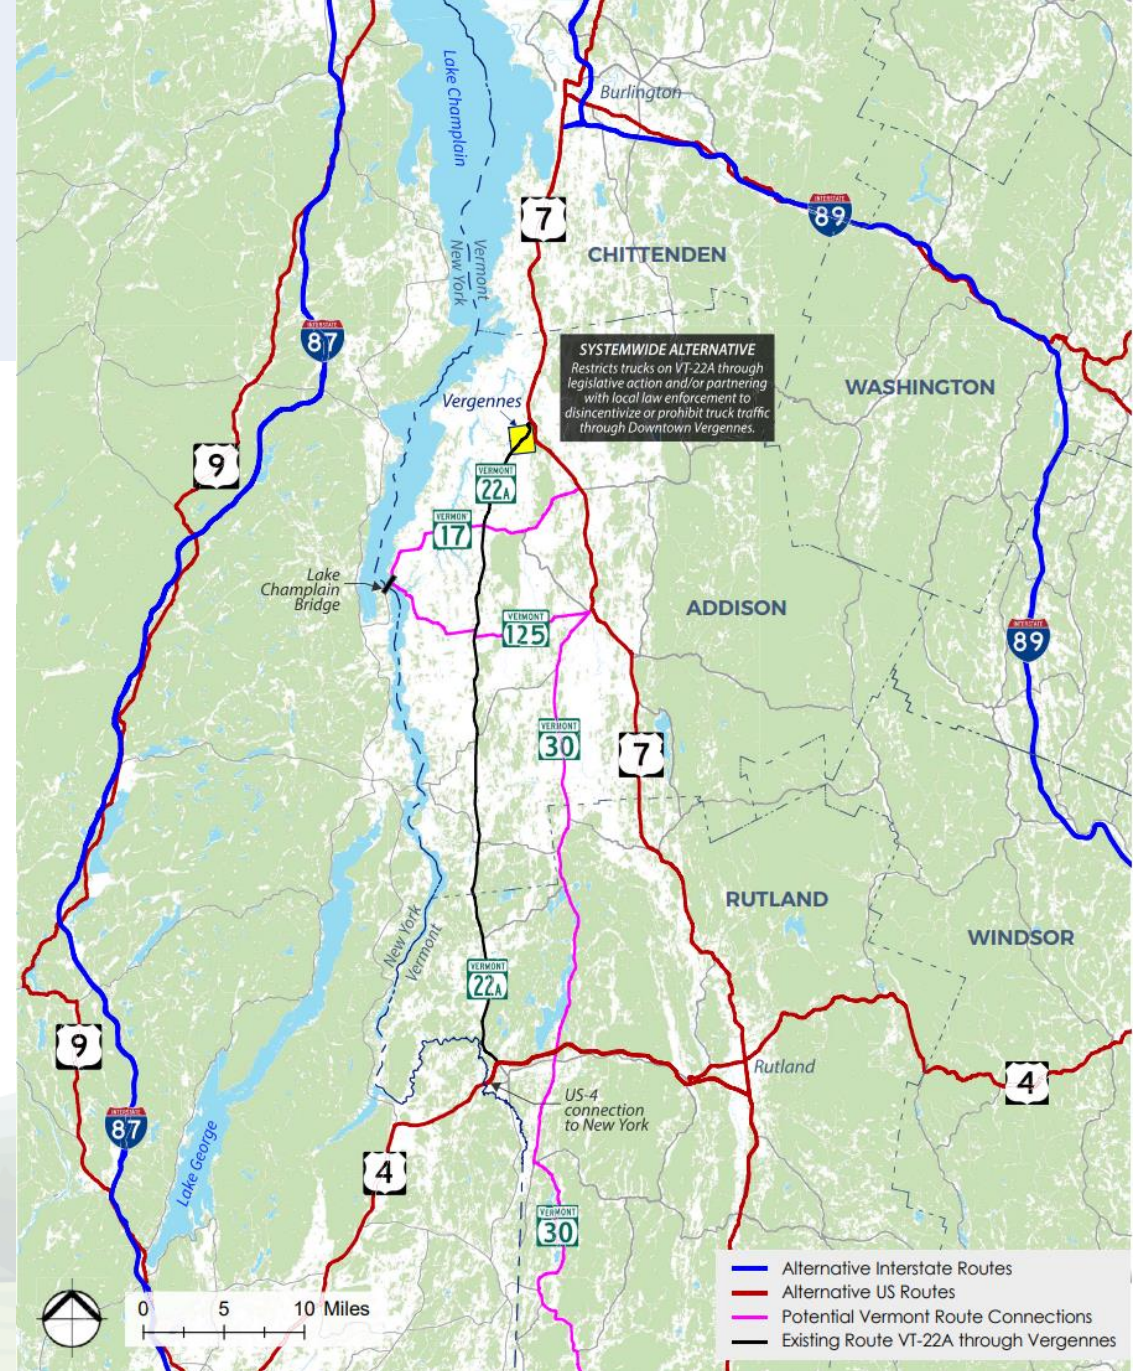 Lake Champlain
Burlington
7
INTERSTATE
89
CHITTENDEN
Vermont
New York
INTERSTATE
87
SYSTEMWIDE ALTERNATIVE
Restricts trucks on VT-22A through
legislative action and/or partnering
with local law enforcement to
disincentivize or prohibit truck traffic
through Downtown Vergennes.
WASHINGTON
Vergennes
9
VERMONT
22A
VERMONT
17
Lake
Champlain
Bridge
ADDISON
VERMONT
125
INTERSTATE
89
VERMONT
30
7
RUTLAND
WINDSOR
New York
Vermont
VERMONT
22A
9
Rutland
4
US-4
connection
to New York
INTERSTATE
87
Lake George
4
VERMONT
30
Alternative Interstate Routes
Alternative US Routes
Potential Vermont Route Connections
Existing Route VT-22A through Vergennes
0 5 10 Miles